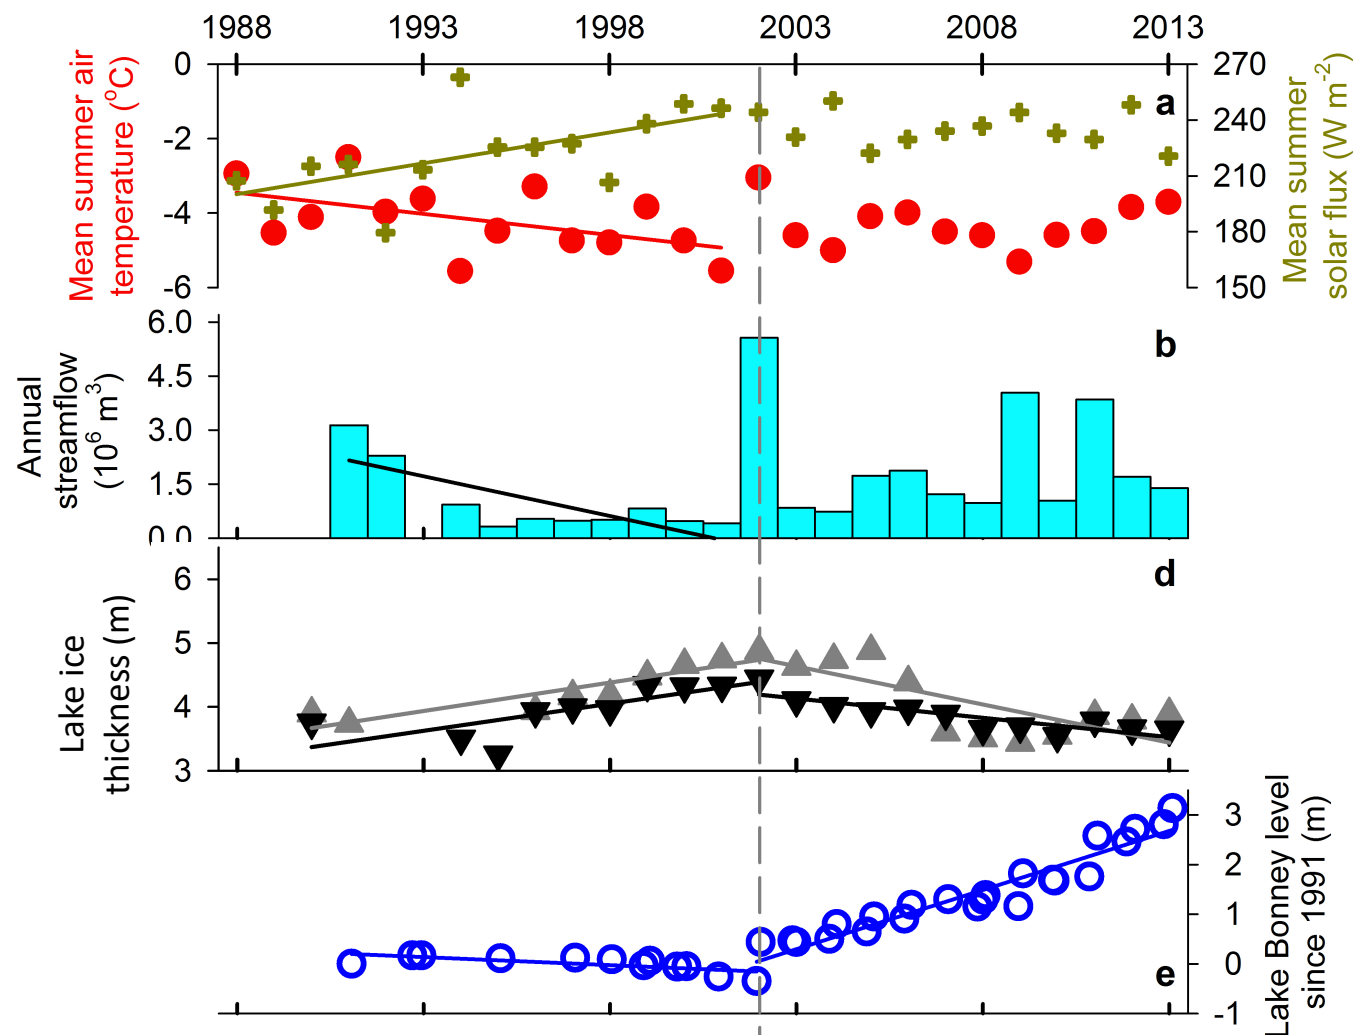 1988 1993 1998 2003 2008 2013
Mean summer air
temperature (°C)
0
-2
-4
-6
a
270
240
210
180
150
Mean summer
solar flux (W m⁻²)
Annual
streamflow
(10⁶ m³)
6.0
4.5
3.0
1.5
0 0
b
Lake ice
thickness (m)
6
5
4
3
d
3
2
1
0
-1
e
Lake Bonney level
since 1991 (m)